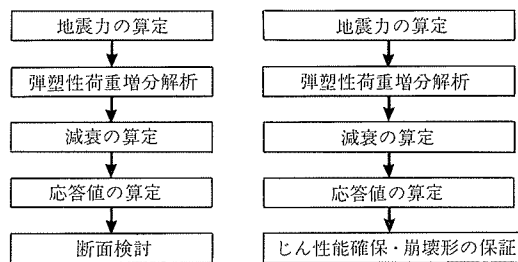 地震力の算定
弾塑性荷重増分解析
減衰の算定
応答値の算定
断面検討
地震力の算定
弾塑性荷重増分解析
減衰の算定
応答値の算定
じん性能確保・崩壊形の保証